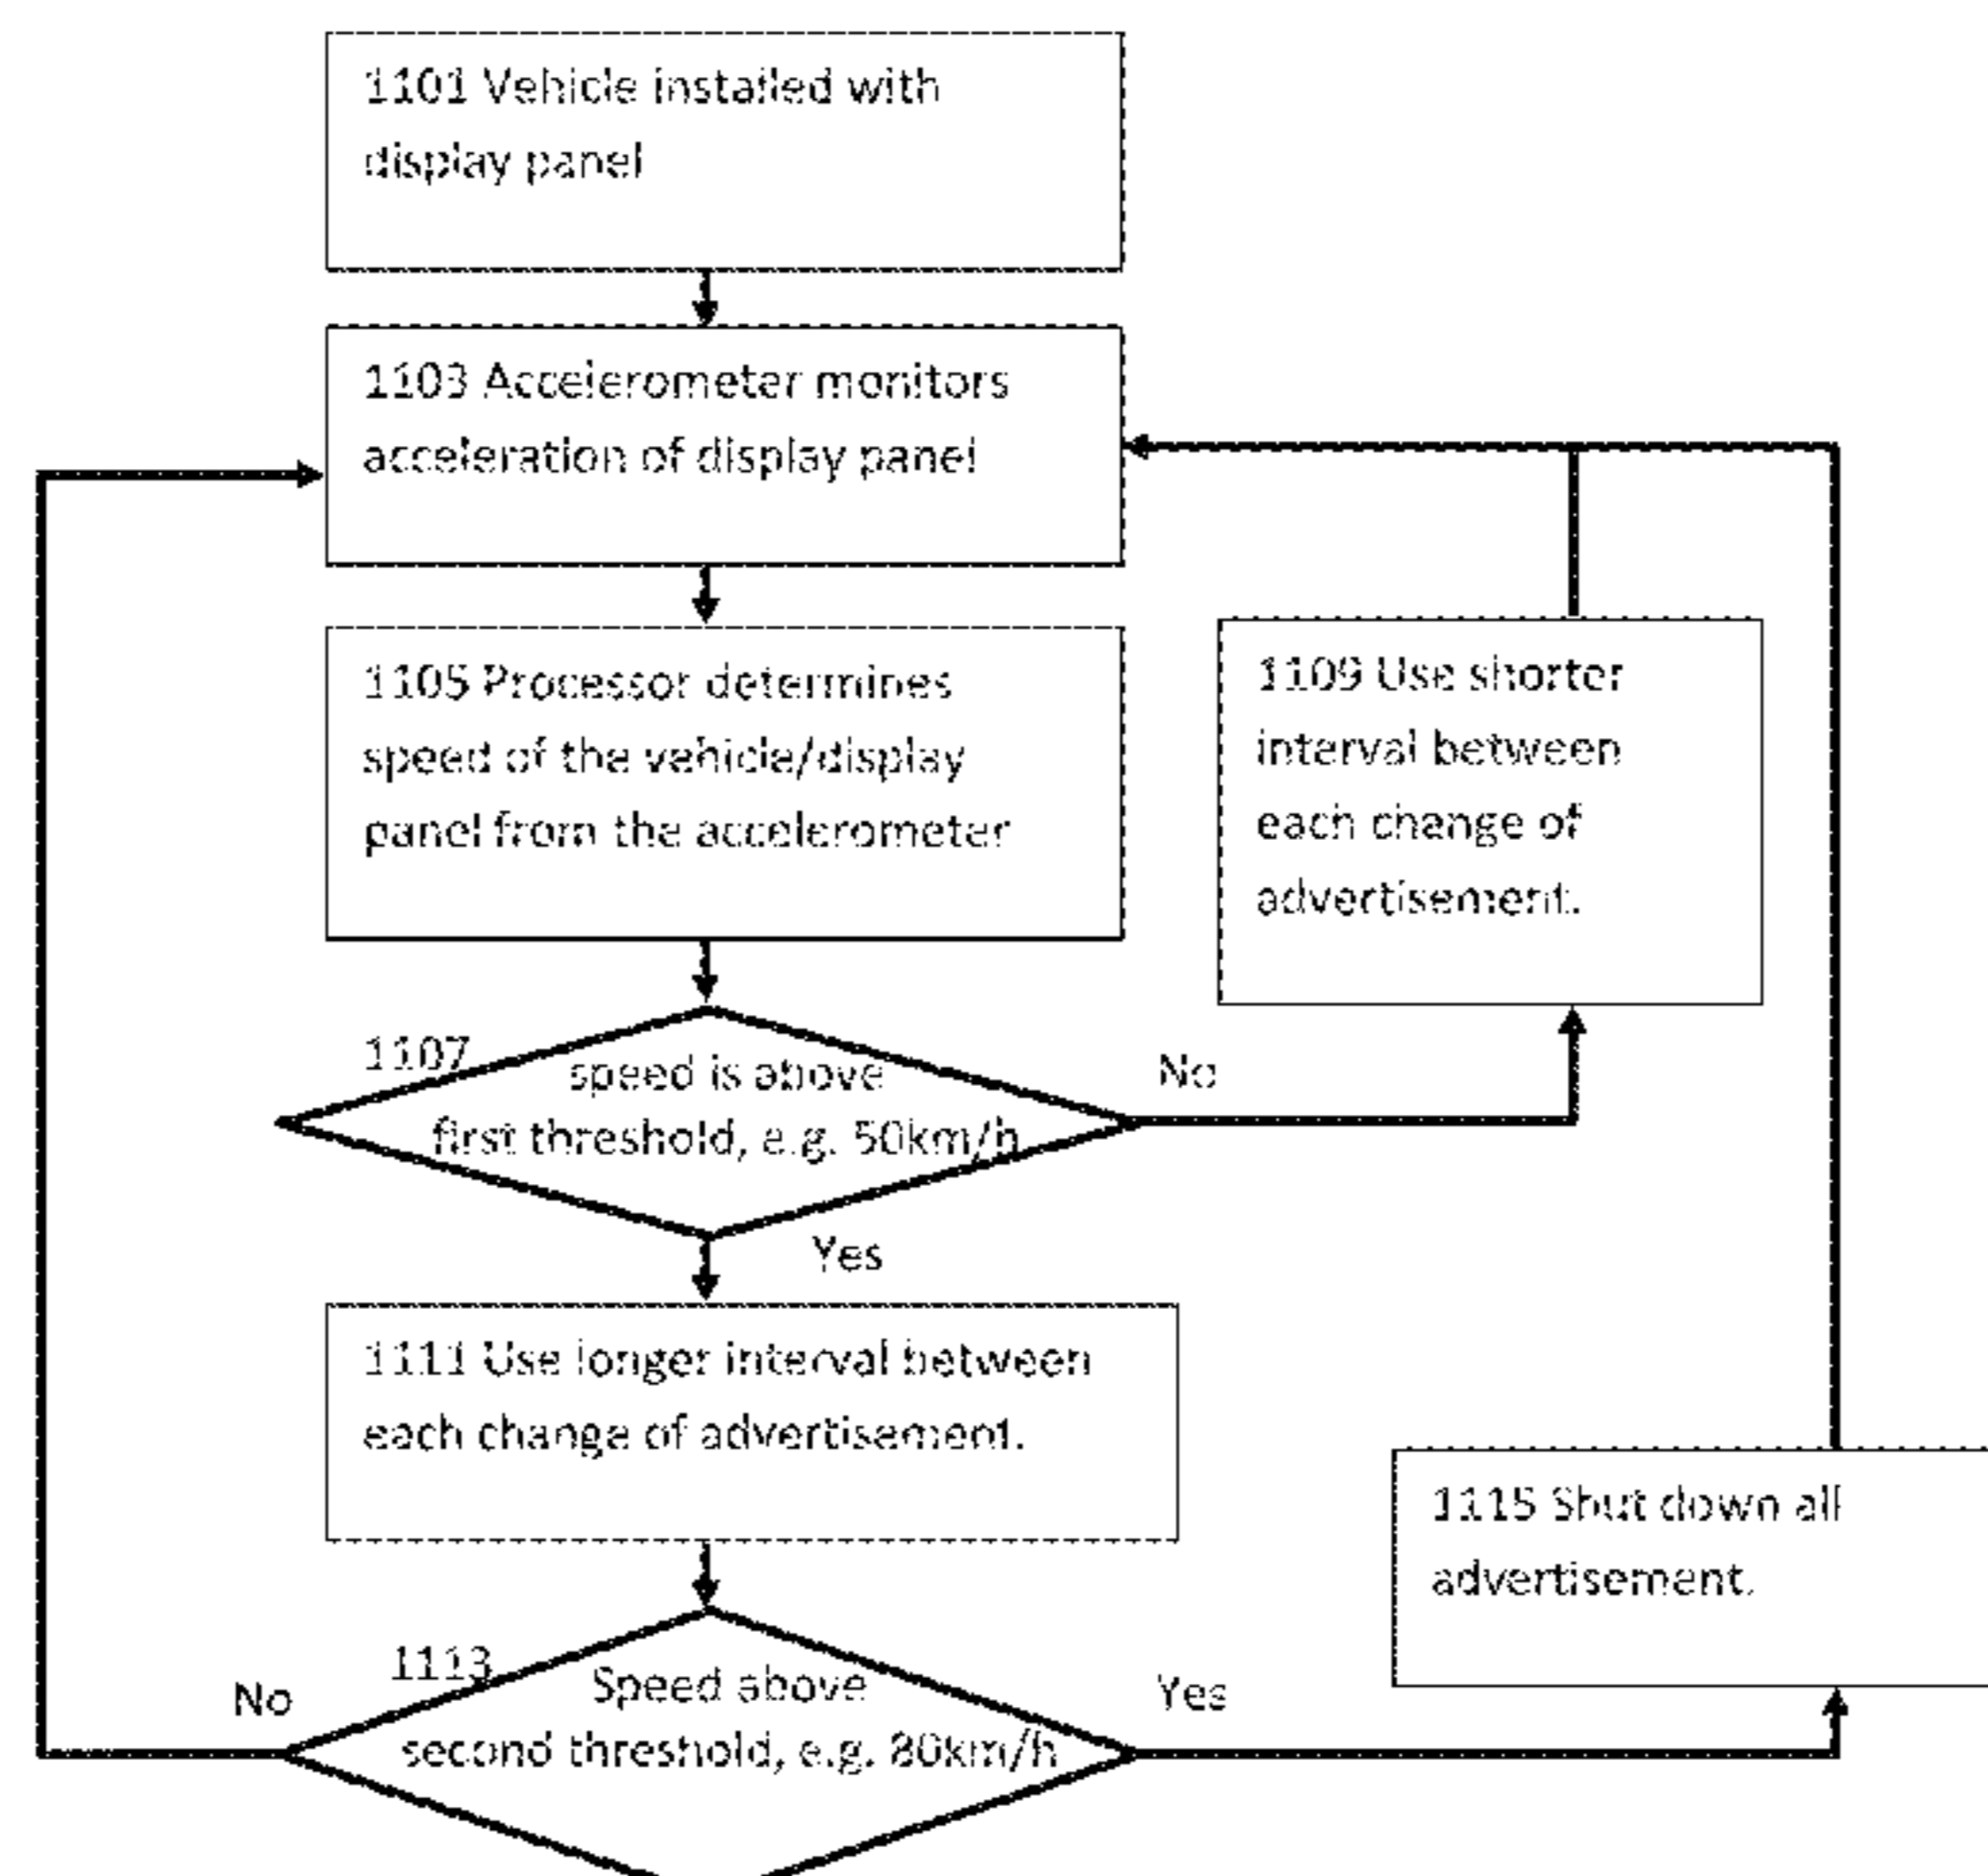 1101 Vehicle installed with
display panel
1103 Accelerometer monitors
acceleration of display panel
1105 Processor determines
speed of the vehicle/display
panel from the accelerometer
1109 Use shorter
interval between
each change of
advertisement.
1107
speed is above
first threshold, e.g. 50km/h
No
Yes
1111 Use longer interval between
each change of advertisement.
1115 Shut down all
advertisement.
1113
Speed above
second threshold, e.g. 80km/h
No
Yes